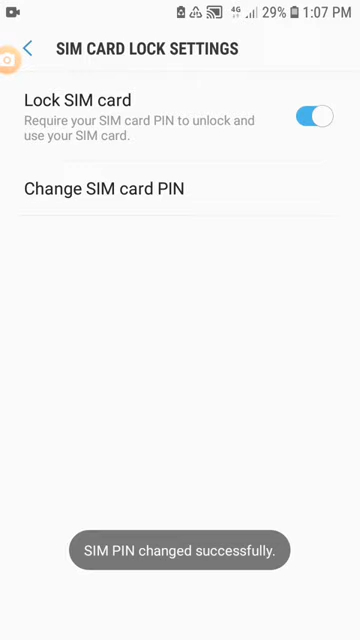 4G 29% 1:07 PM
SIM CARD LOCK SETTINGS
Lock SIM card
Require your SIM card PIN to unlock and
use your SIM card.
Change SIM card PIN
SIM PIN changed successfully.